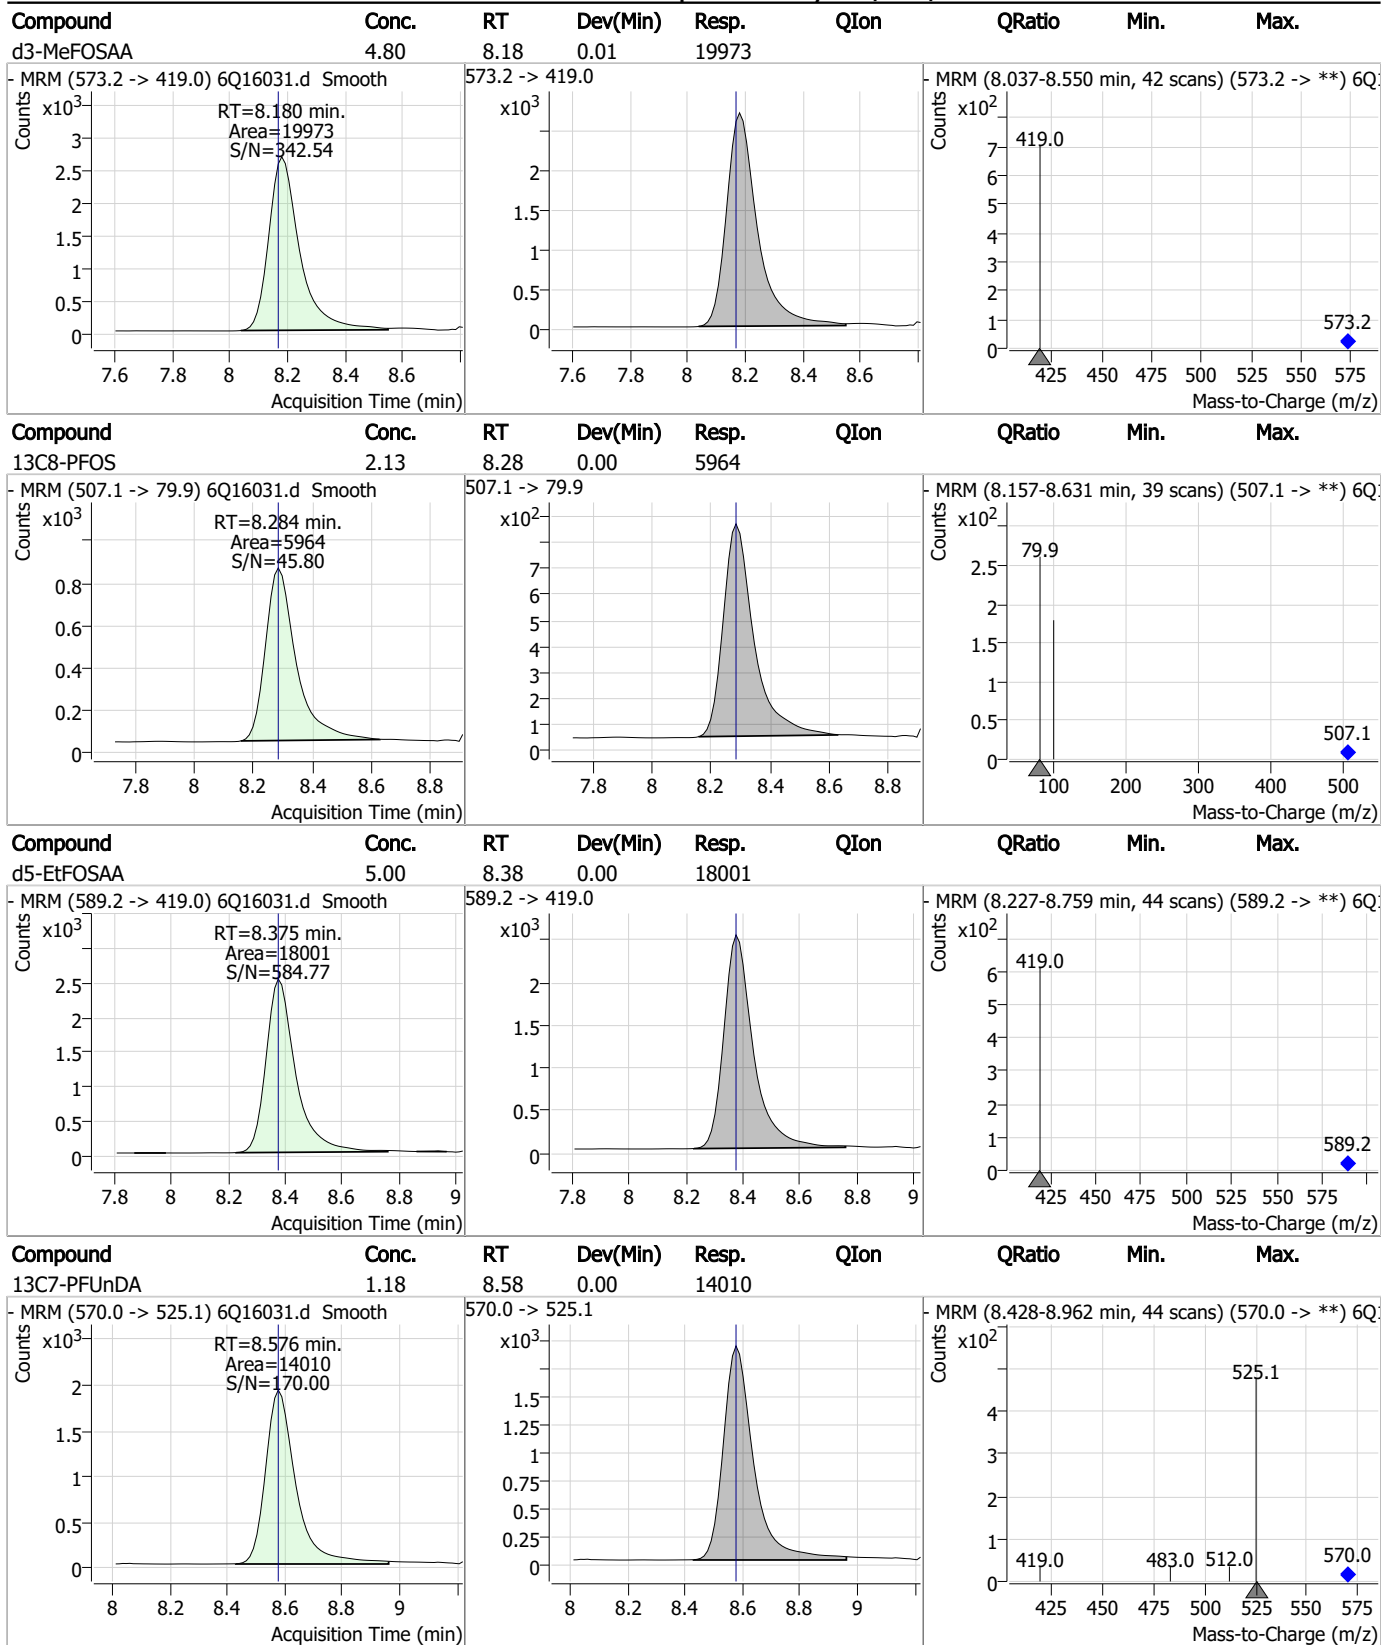 Compound Conc. RT Dev(Min) Resp. QIon QRatio Min. Max.
d3-MeFOSAA 4.80 8.18 0.01 19973
- MRM (573.2 -> 419.0) 6Q16031.d Smooth
573.2 -> 419.0
- MRM (8.037-8.550 min, 42 scans) (573.2 -> **) 6Q1
Counts
x10³
RT=8.180 min.
Area=19973
S/N=342.54
3
2.5
2
1.5
1
0.5
0
7.6 7.8 8 8.2 8.4 8.6
Acquisition Time (min)
x10³
2
1.5
1
0.5
0
7.6 7.8 8 8.2 8.4 8.6
Counts
x10²
419.0
7
6
5
4
3
2
1
0
573.2
425 450 475 500 525 550 575
Mass-to-Charge (m/z)
Compound Conc. RT Dev(Min) Resp. QIon QRatio Min. Max.
13C8-PFOS 2.13 8.28 0.00 5964
- MRM (507.1 -> 79.9) 6Q16031.d Smooth
507.1 -> 79.9
- MRM (8.157-8.631 min, 39 scans) (507.1 -> **) 6Q1
Counts
x10³
RT=8.284 min.
Area=5964
S/N=45.80
0.8
0.6
0.4
0.2
0
7.8 8 8.2 8.4 8.6 8.8
Acquisition Time (min)
x10²
7
6
5
4
3
2
1
0
7.8 8 8.2 8.4 8.6 8.8
Counts
x10²
79.9
2.5
2
1.5
1
0.5
0
507.1
100 200 300 400 500
Mass-to-Charge (m/z)
Compound Conc. RT Dev(Min) Resp. QIon QRatio Min. Max.
d5-EtFOSAA 5.00 8.38 0.00 18001
- MRM (589.2 -> 419.0) 6Q16031.d Smooth
589.2 -> 419.0
- MRM (8.227-8.759 min, 44 scans) (589.2 -> **) 6Q1
Counts
x10³
RT=8.375 min.
Area=18001
S/N=584.77
2.5
2
1.5
1
0.5
0
7.8 8 8.2 8.4 8.6 8.8 9
Acquisition Time (min)
x10³
2
1.5
1
0.5
0
7.8 8 8.2 8.4 8.6 8.8 9
Counts
x10²
419.0
6
5
4
3
2
1
0
589.2
425 450 475 500 525 550 575
Mass-to-Charge (m/z)
Compound Conc. RT Dev(Min) Resp. QIon QRatio Min. Max.
13C7-PFUnDA 1.18 8.58 0.00 14010
- MRM (570.0 -> 525.1) 6Q16031.d Smooth
570.0 -> 525.1
- MRM (8.428-8.962 min, 44 scans) (570.0 -> **) 6Q1
Counts
x10³
RT=8.576 min.
Area=14010
S/N=170.00
2
1.5
1
0.5
0
8 8.2 8.4 8.6 8.8 9
Acquisition Time (min)
x10³
1.5
1.25
1
0.75
0.5
0.25
0
8 8.2 8.4 8.6 8.8 9
Counts
x10²
525.1
4
3
2
1
0
419.0 483.0 512.0 570.0
425 450 475 500 525 550 575
Mass-to-Charge (m/z)